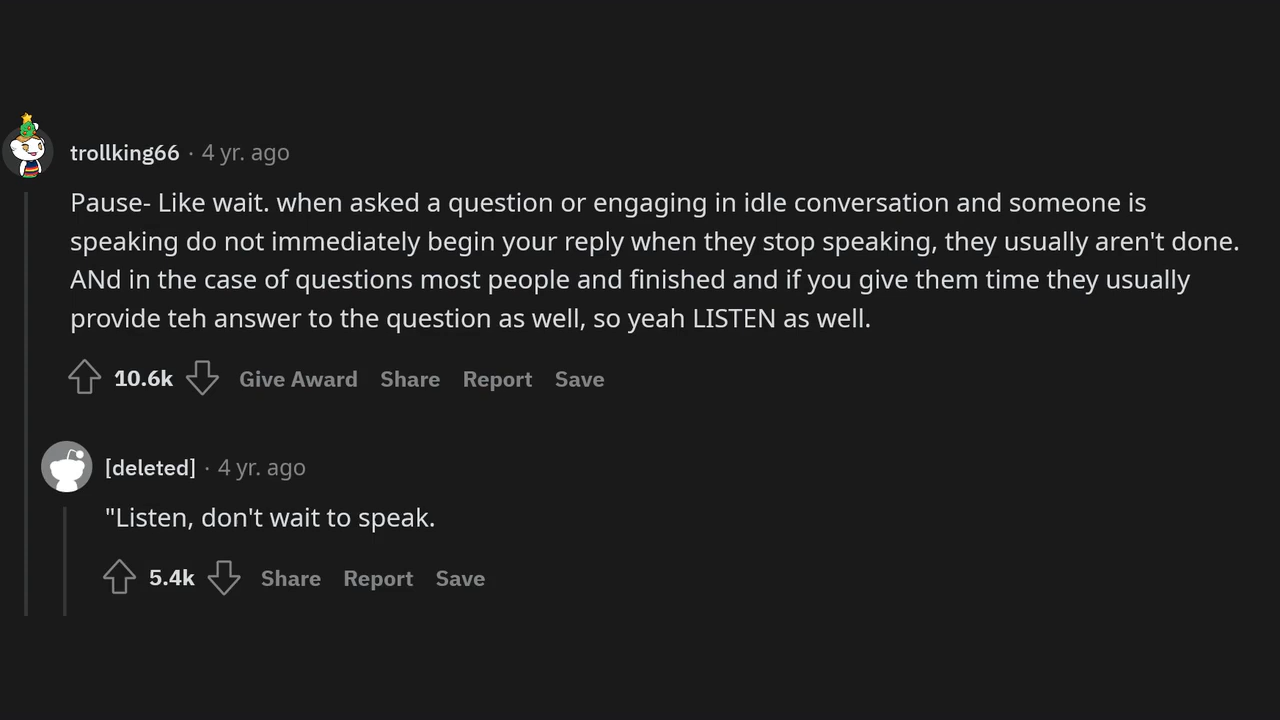 trollking66 · 4 yr. ago
Pause- Like wait. when asked a question or engaging in idle conversation and someone is
speaking do not immediately begin your reply when they stop speaking, they usually aren't done.
ANd in the case of questions most people and finished and if you give them time they usually
provide teh answer to the question as well, so yeah LISTEN as well.
10.6k Give Award Share Report Save
[deleted] · 4 yr. ago
"Listen, don't wait to speak.
5.4k Share Report Save